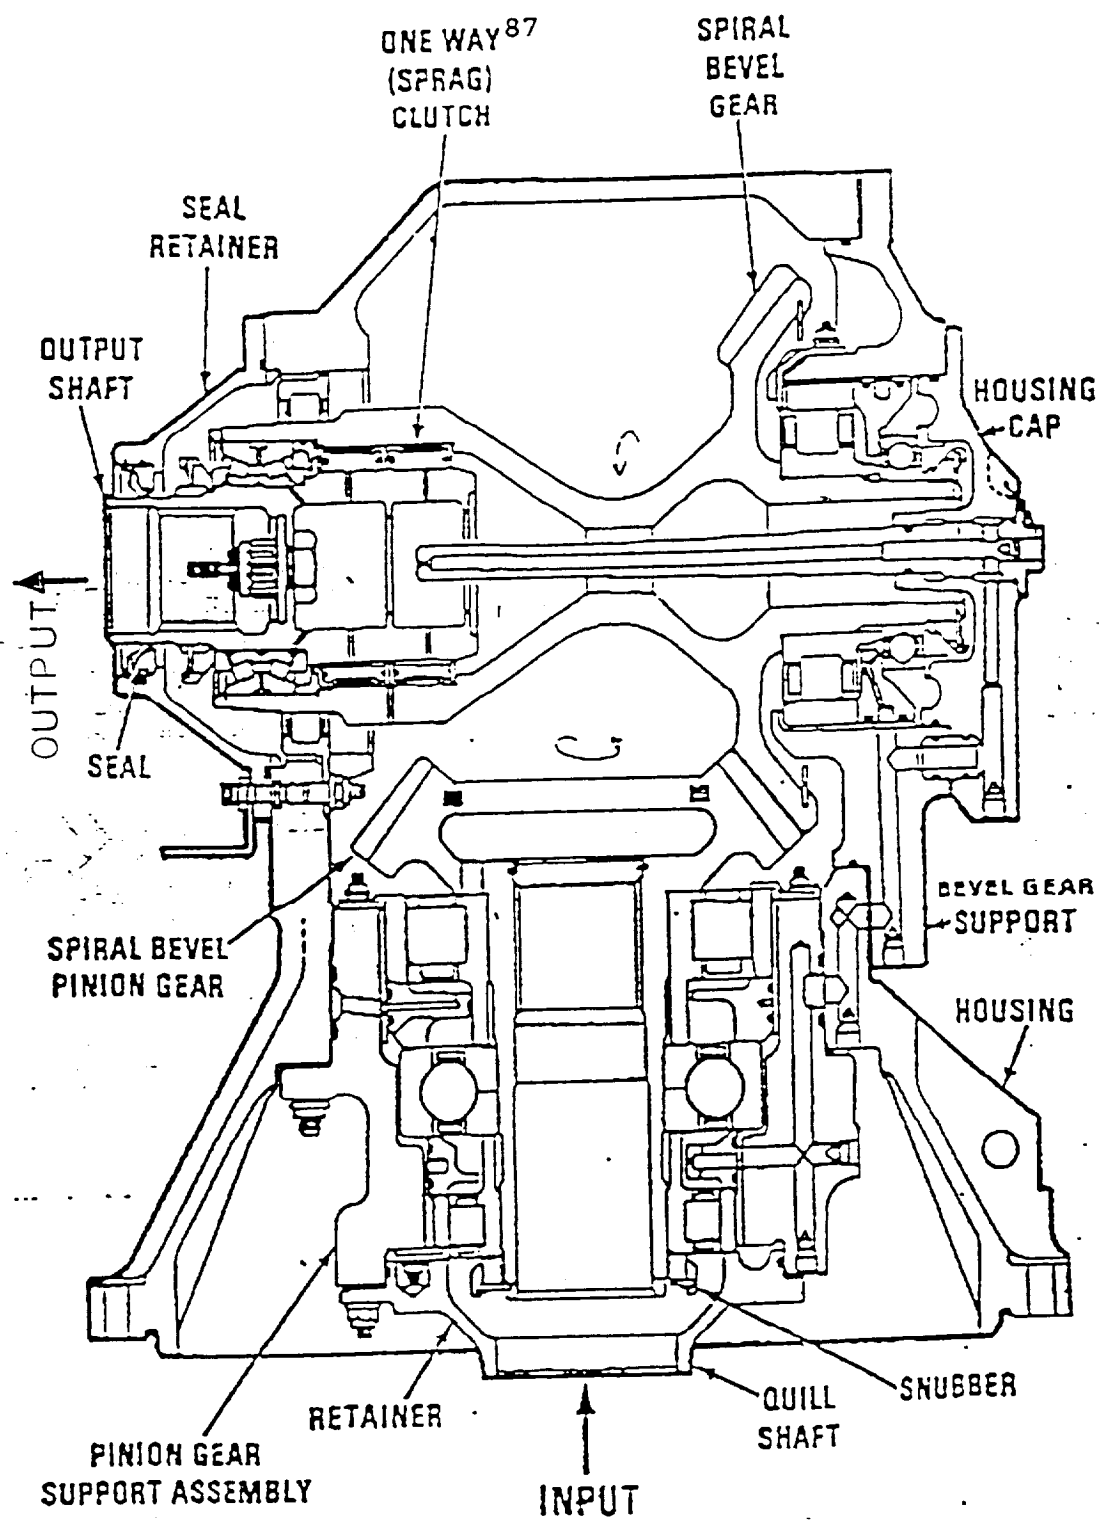 ONE WAY87
(SPRAG)
CLUTCH
SPIRAL
BEVEL
GEAR
SEAL
RETAINER
OUTPUT
SHAFT
HOUSING
CAP
OUTPUT
SEAL
SPIRAL BEVEL
PINION GEAR
BEVEL GEAR
SUPPORT
HOUSING
RETAINER
QUILL
SHAFT
SNUBBER
PINION GEAR
SUPPORT ASSEMBLY
INPUT